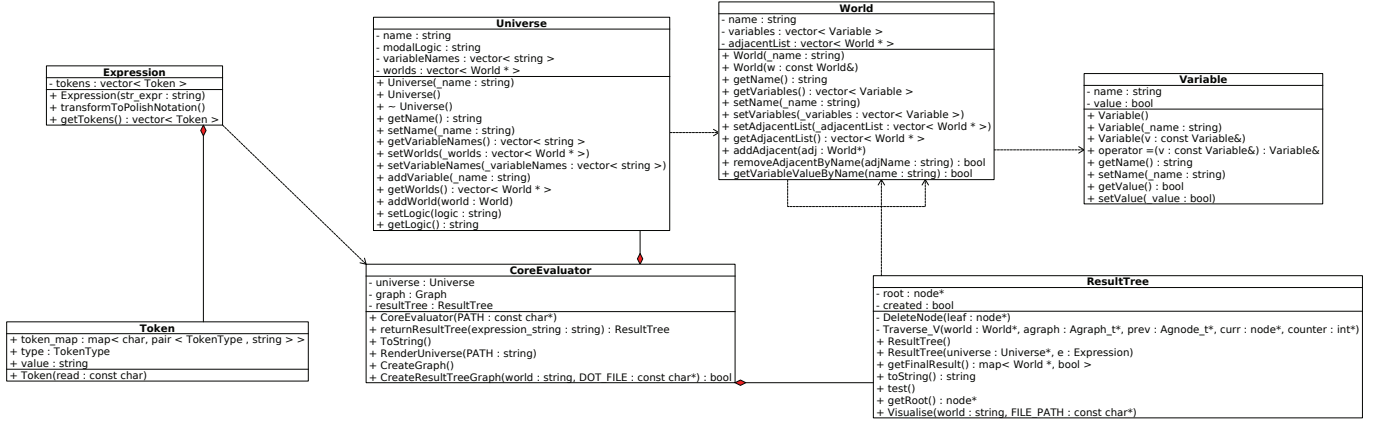 Expression
- tokens : vector< Token >
+ Expression(str_expr : string)
+ transformToPolishNotation()
+ getTokens() : vector< Token >
Universe
- name : string
- modalLogic : string
- variableNames : vector< string >
- worlds : vector< World * >
+ Universe(_name : string)
+ Universe()
+ ~ Universe()
+ getName() : string
+ setName(_name : string)
+ getVariableNames() : vector< string >
+ setWorlds(_worlds : vector< World * >)
+ setVariableNames(_variableNames : vector< string >)
+ addVariable(_name : string)
+ getWorlds() : vector< World * >
+ addWorld(world : World)
+ setLogic(logic : string)
+ getLogic() : string
World
- name : string
- variables : vector< Variable >
- adjacentList : vector< World * >
+ World(_name : string)
+ World(w : const World&)
+ getName() : string
+ getVariables() : vector< Variable >
+ setName(_name : string)
+ setVariables(_variables : vector< Variable >)
+ setAdjacentList(_adjacentList : vector< World * >)
+ getAdjacentList() : vector< World * >
+ addAdjacent(adj : World*)
+ removeAdjacentByName(adjName : string) : bool
+ getVariableValueByName(name : string) : bool
Variable
- name : string
- value : bool
+ Variable()
+ Variable(_name : string)
+ Variable(v : const Variable&)
+ operator =(v : const Variable&) : Variable&
+ getName() : string
+ setName(_name : string)
+ getValue() : bool
+ setValue(_value : bool)
Token
+ token_map : map< char, pair < TokenType , string > >
+ type : TokenType
+ value : string
+ Token(read : const char)
CoreEvaluator
- universe : Universe
- graph : Graph
- resultTree : ResultTree
+ CoreEvaluator(PATH : const char*)
+ returnResultTree(expression_string : string) : ResultTree
+ ToString()
+ RenderUniverse(PATH : string)
+ CreateGraph()
+ CreateResultTreeGraph(world : string, DOT_FILE : const char*) : bool
ResultTree
- root : node*
- created : bool
- DeleteNode(leaf : node*)
- Traverse_V(world : World*, agraph : Agraph_t*, prev : Agnode_t*, curr : node*, counter : int*)
+ ResultTree()
+ ResultTree(universe : Universe*, e : Expression)
+ getFinalResult() : map< World *, bool >
+ toString() : string
+ test()
+ getRoot() : node*
+ Visualise(world : string, FILE_PATH : const char*)